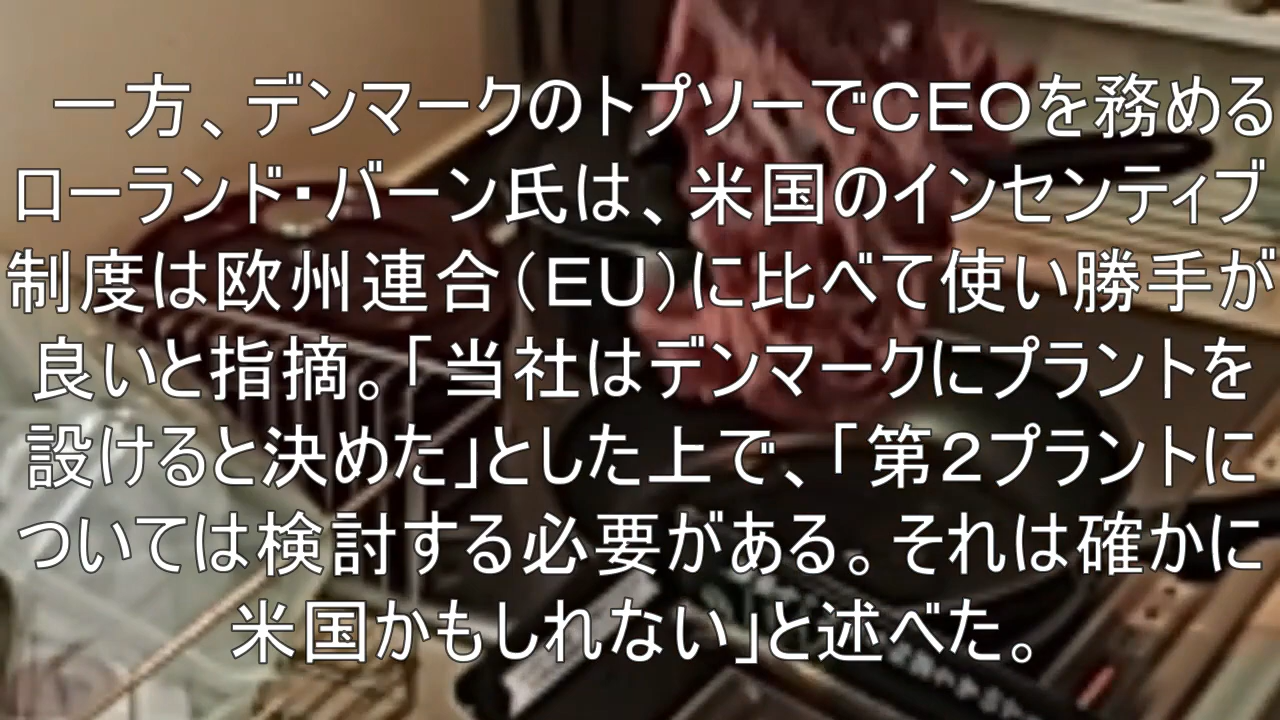 一方、デンマークのトプソーでＣＥＯを務める
ローランド・バーン氏は、米国のインセンティブ
制度は欧州連合（ＥＵ）に比べて使い勝手が
良いと指摘。「当社はデンマークにプラントを
設けると決めた」とした上で、「第２プラントに
ついては検討する必要がある。それは確かに
米国かもしれない」と述べた。